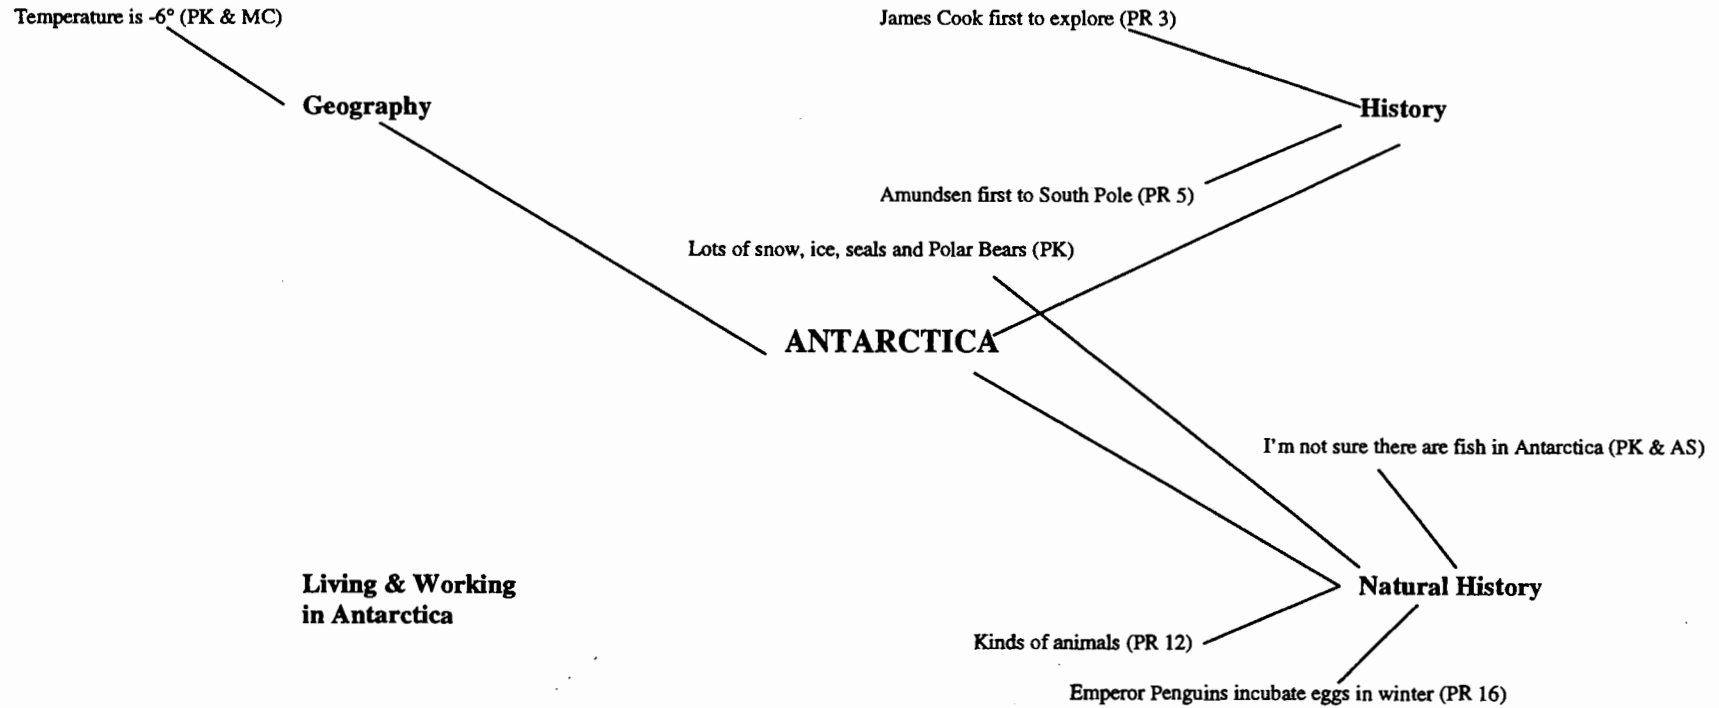 Temperature is -6° (PK & MC)
James Cook first to explore (PR 3)
Geography
History
Amundsen first to South Pole (PR 5)
Lots of snow, ice, seals and Polar Bears (PK)
ANTARCTICA
I'm not sure there are fish in Antarctica (PK & AS)
Living & Working
in Antarctica
Natural History
Kinds of animals (PR 12)
Emperor Penguins incubate eggs in winter (PR 16)